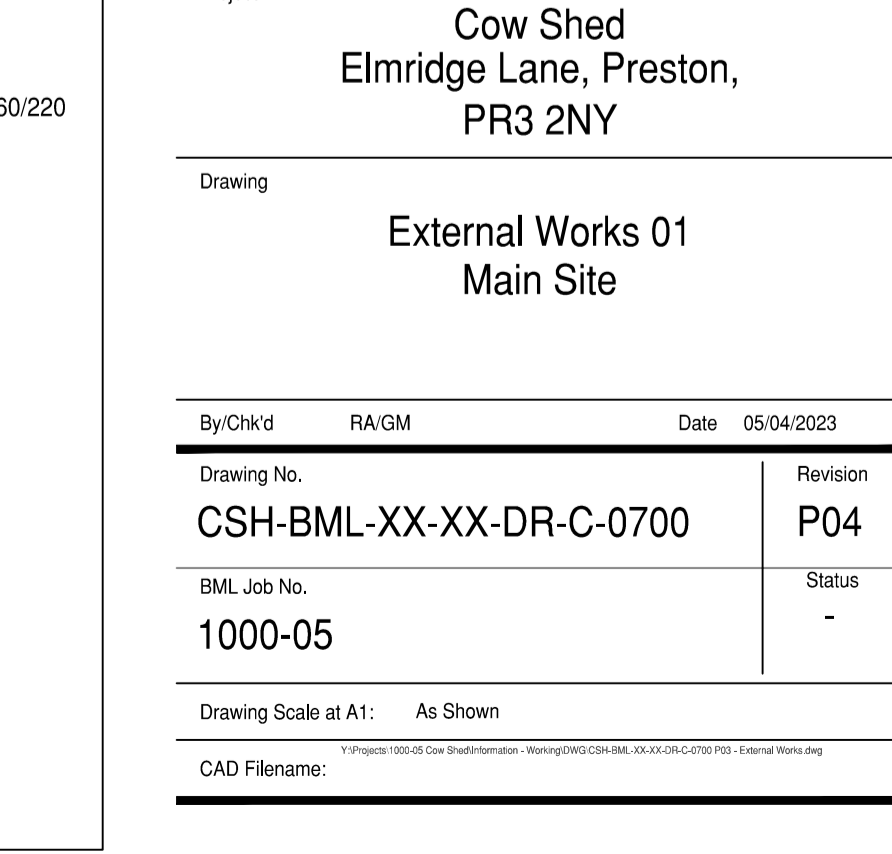 Cow Shed
Elmridge Lane, Preston,
PR3 2NY
60/220
Drawing
External Works 01
Main Site
By/Chk'd RA/GM Date 05/04/2023
Drawing No. Revision
CSH-BML-XX-XX-DR-C-0700 P04
BML Job No. Status
1000-05 -
Drawing Scale at A1: As Shown
Y:\Projects\1000-05 Cow Shed\Information - Working\DWG\CSH-BML-XX-XX-DR-C-0700 P03 - External Works.dwg
CAD Filename: